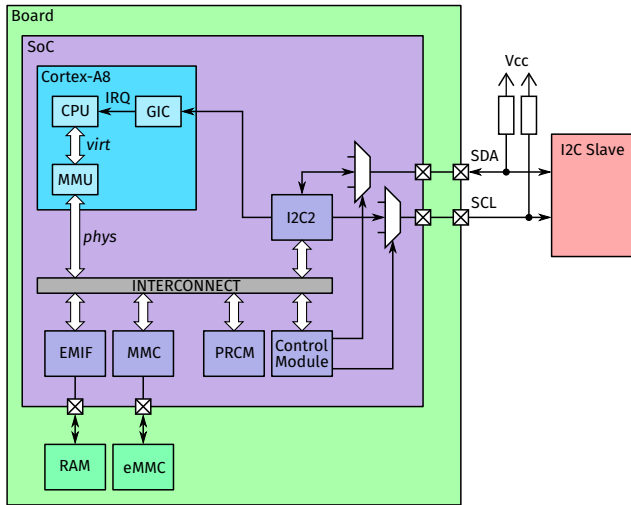 Board
SoC
Cortex-A8
CPU
IRQ
GIC
virt
MMU
phys
Vcc
SDA
SCL
I2C Slave
I2C2
INTERCONNECT
EMIF
MMC
PRCM
Control
Module
RAM
eMMC